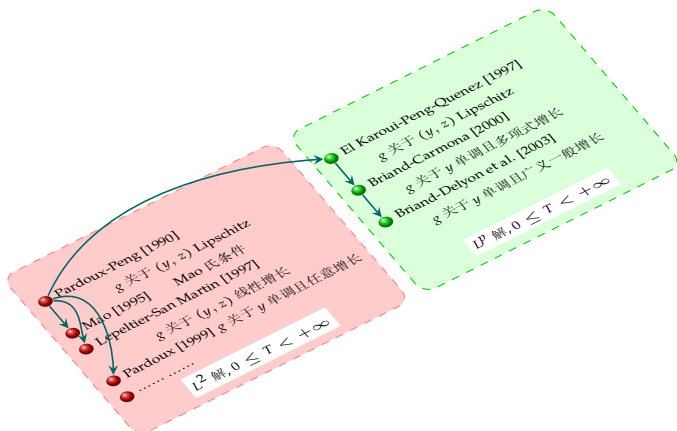 El Karoui-Peng-Quenez [1997]
g 关于 (y, z) Lipschitz
Briand-Carmona [2000]
g 关于 y 单调且多项式增长
Briand-Delyon et al. [2003]
g 关于 y 单调且广义一般增长
L^p 解, 0 ≤ T < +∞
Pardoux-Peng [1990]
g 关于 (y, z) Lipschitz
Mao [1995] Mao 氏条件
Lepeltier-San Martin [1997]
g 关于 (y, z) 线性增长
Pardoux [1999] g 关于 y 单调且任意增长
…… ……
L^2 解, 0 ≤ T < +∞